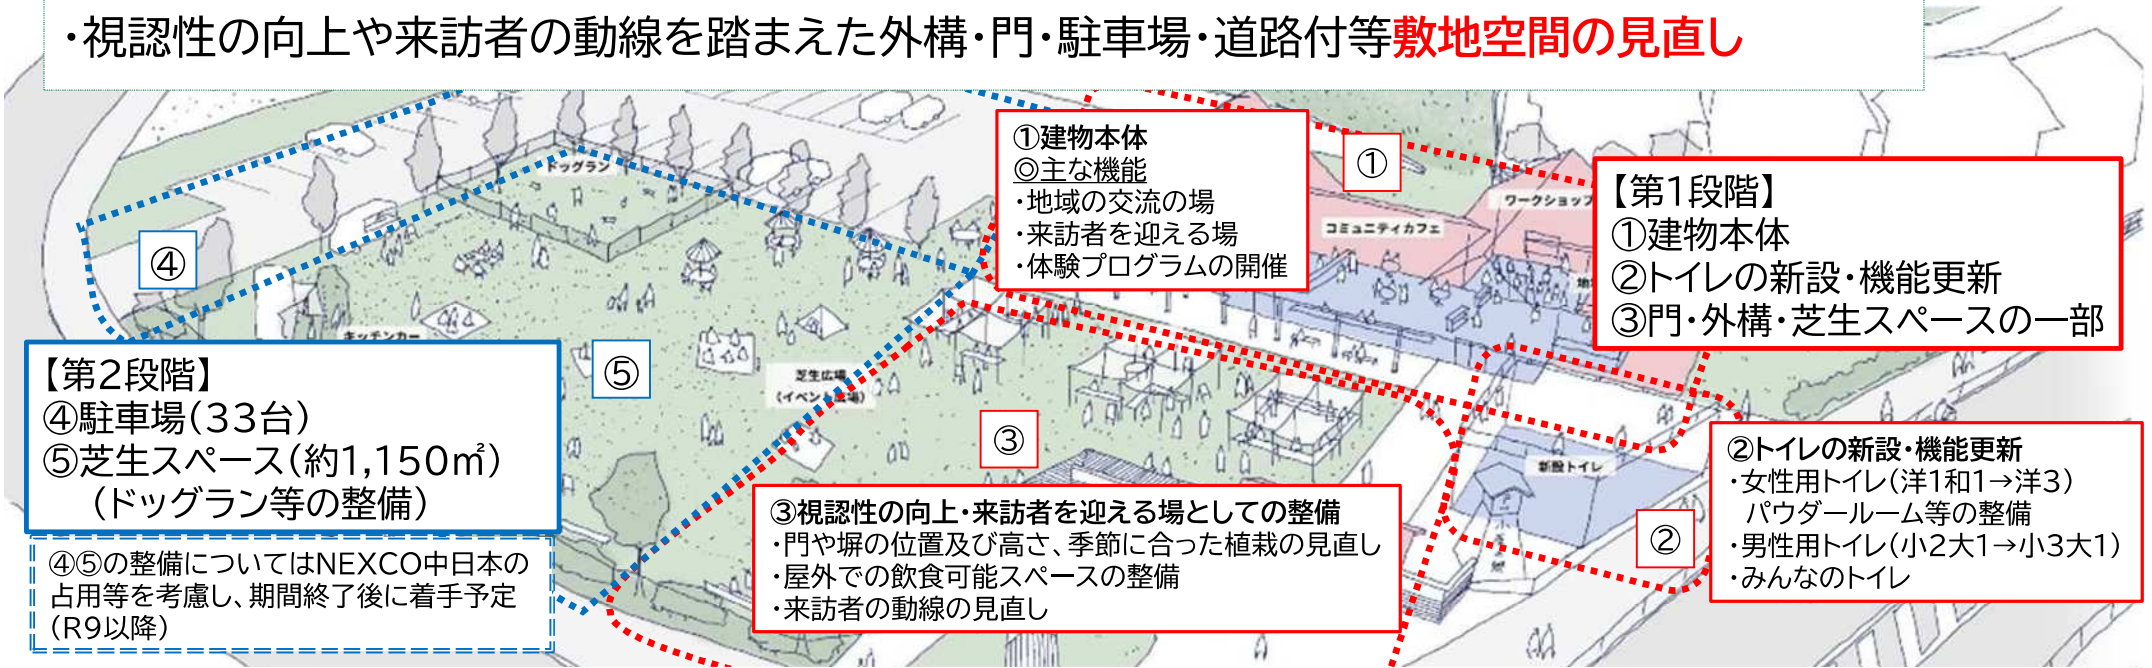 ・視認性の向上や来訪者の動線を踏まえた外構・門・駐車場・道路付等敷地空間の見直し
①建物本体
◎主な機能
・地域の交流の場
・来訪者を迎える場
・体験プログラムの開催
①
ドッグラン
コミュニティカフェ
ワークショップ
【第1段階】
①建物本体
②トイレの新設・機能更新
③門・外構・芝生スペースの一部
④
キッチンカー
⑤
芝生広場
(イベント広場)
③
【第2段階】
④駐車場(33台)
⑤芝生スペース(約1,150㎡)
(ドッグラン等の整備)
④⑤の整備についてはNEXCO中日本の
占用等を考慮し、期間終了後に着手予定
(R9以降)
③視認性の向上・来訪者を迎える場としての整備
・門や塀の位置及び高さ、季節に合った植栽の見直し
・屋外での飲食可能スペースの整備
・来訪者の動線の見直し
新設トイレ
②
②トイレの新設・機能更新
・女性用トイレ(洋1和1→洋3)
パウダールーム等の整備
・男性用トイレ(小2大1→小3大1)
・みんなのトイレ